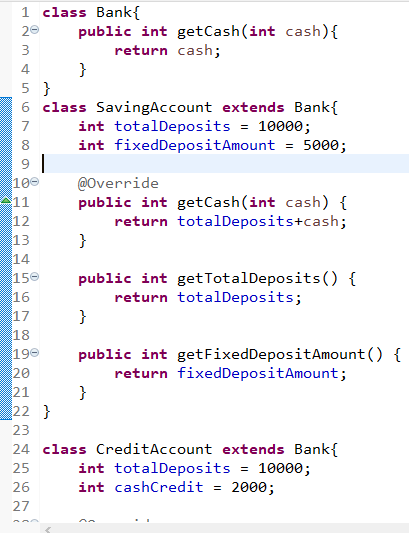 1 class Bank{
2 public int getCash(int cash){
3 return cash;
4 }
5 }
6 class SavingAccount extends Bank{
7 int totalDeposits = 10000;
8 int fixedDepositAmount = 5000;
9
10 @Override
11 public int getCash(int cash) {
12 return totalDeposits+cash;
13 }
14
15 public int getTotalDeposits() {
16 return totalDeposits;
17 }
18
19 public int getFixedDepositAmount() {
20 return fixedDepositAmount;
21 }
22 }
23
24 class CreditAccount extends Bank{
25 int totalDeposits = 10000;
26 int cashCredit = 2000;
27